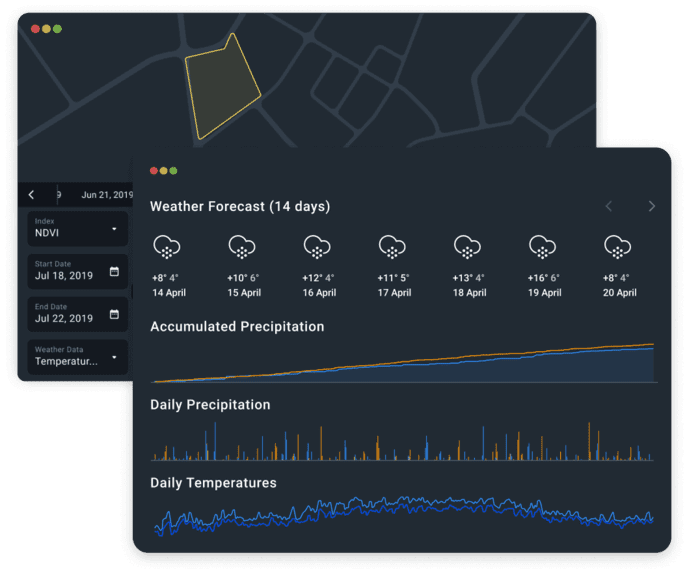 9 Jun 21, 2019
Index
NDVI
Start Date
Jul 18, 2019
End Date
Jul 22, 2019
Weather Data
Temperatur...
Weather Forecast (14 days)
+8° 4° +10° 6° +12° 4° +11° 5° +13° 4° +16° 6° +8° 4°
14 April 15 April 16 April 17 April 18 April 19 April 20 April
Accumulated Precipitation
Daily Precipitation
Daily Temperatures